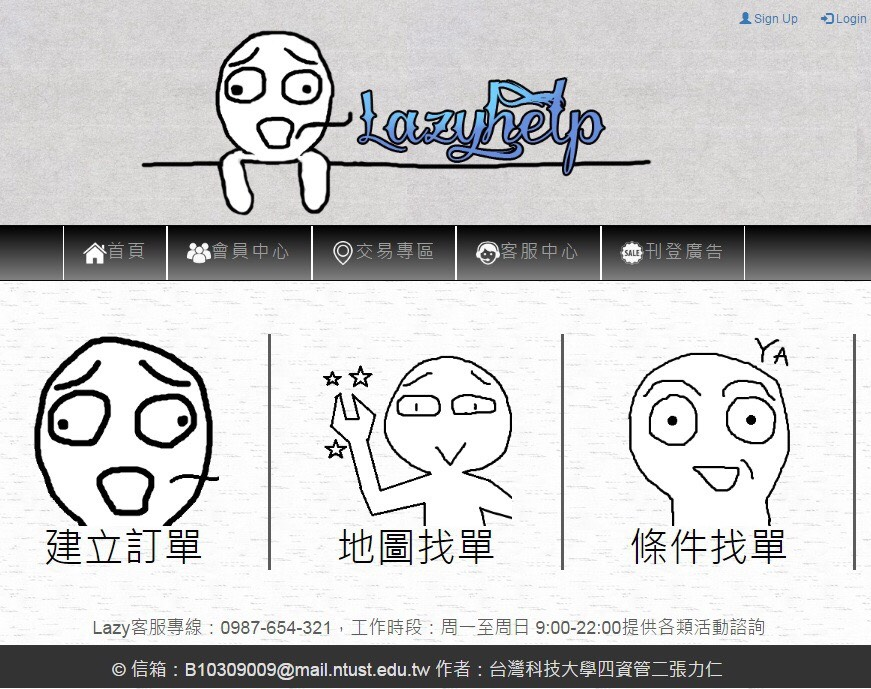 Sign Up Login
Lazyhelp
首頁 會員中心 交易專區 客服中心 SALE 刊登廣告
YA
建立訂單 地圖找單 條件找單
Lazy客服專線：0987-654-321，工作時段：周一至周日 9:00-22:00提供各類活動諮詢
© 信箱：B10309009@mail.ntust.edu.tw 作者：台灣科技大學四資管二張力仁